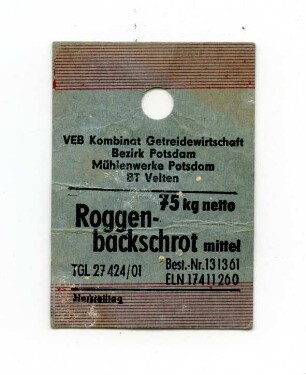 VEB Kombinat Getreidewirtschaft
Bezirk Potsdam
Mühlenwerke Potsdam
BT Velten
75 kg netto
Roggen-
backschrot mittel
TGL 27 424/01
Best.-Nr. 131361
ELN 17411260
Herstelltag